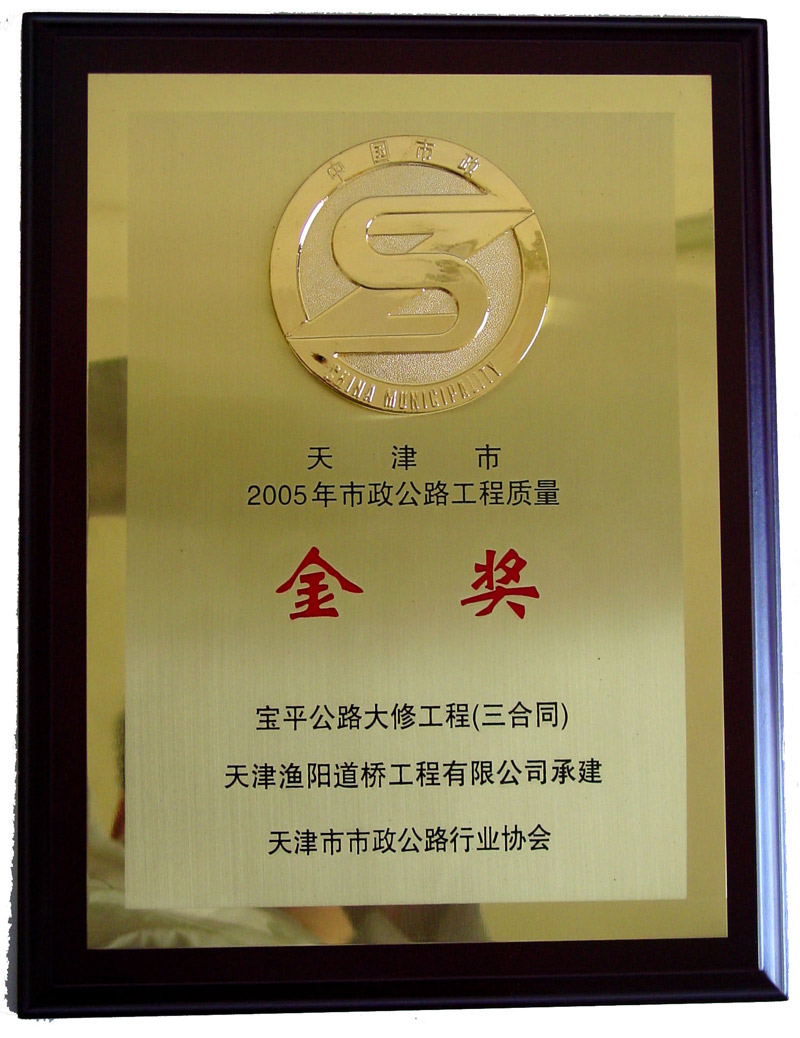 中国市政
CHINA MUNICIPALITY
天津市
2005年市政公路工程质量
金奖
宝平公路大修工程(三合同)
天津渔阳道桥工程有限公司承建
天津市市政公路行业协会